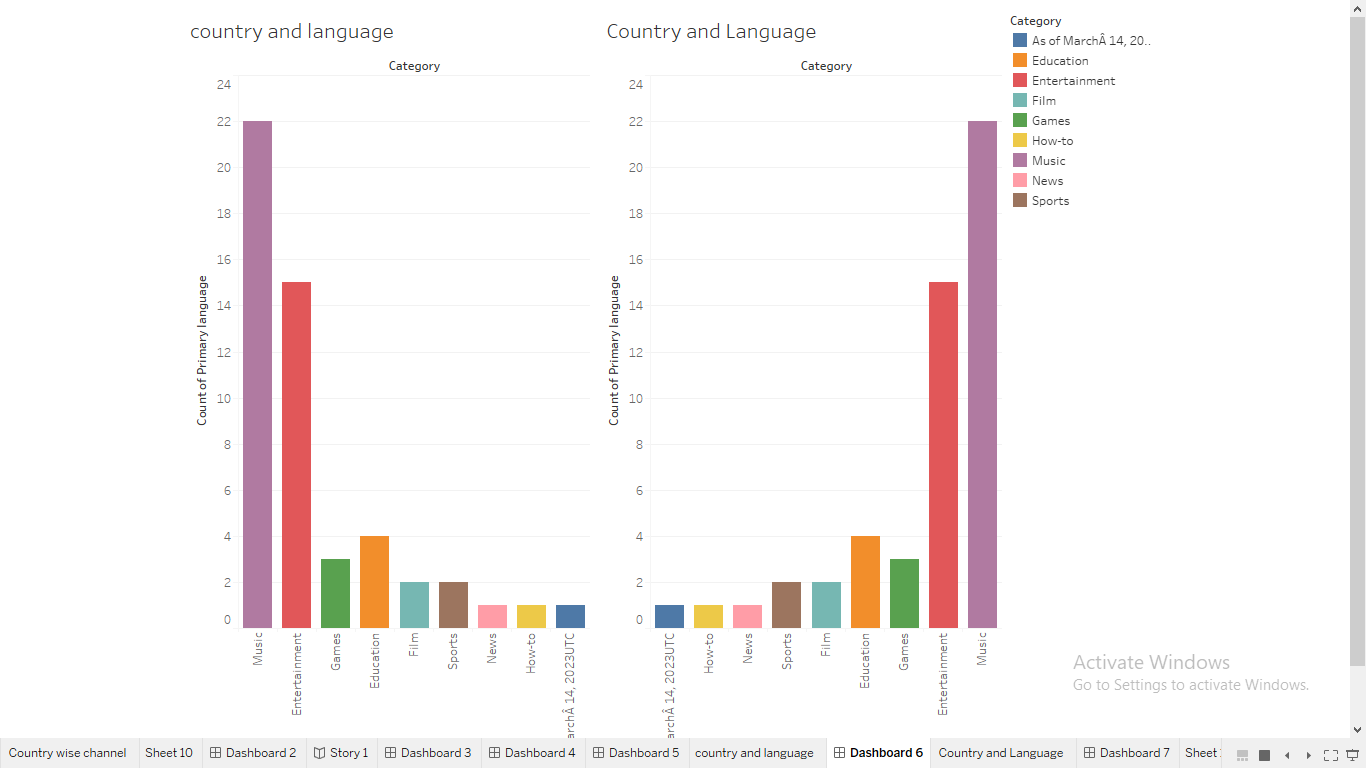 country and language
Category
24
22
20
18
16
14
12
10
8
6
4
2
0
Count of Primary language
Music
Entertainment
Games
Education
Film
Sports
News
How-to
archÂ 14, 2023UTC
Country and Language
Category
24
22
20
18
16
14
12
10
8
6
4
2
0
Count of Primary language
archÂ 14, 2023UTC
How-to
News
Sports
Film
Education
Games
Entertainment
Music
Category
As of MarchÂ 14, 20..
Education
Entertainment
Film
Games
How-to
Music
News
Sports
Activate Windows
Go to Settings to activate Windows.
Country wise channel Sheet 10 Dashboard 2 Story 1 Dashboard 3 Dashboard 4 Dashboard 5 country and language Dashboard 6 Country and Language Dashboard 7 Sheet